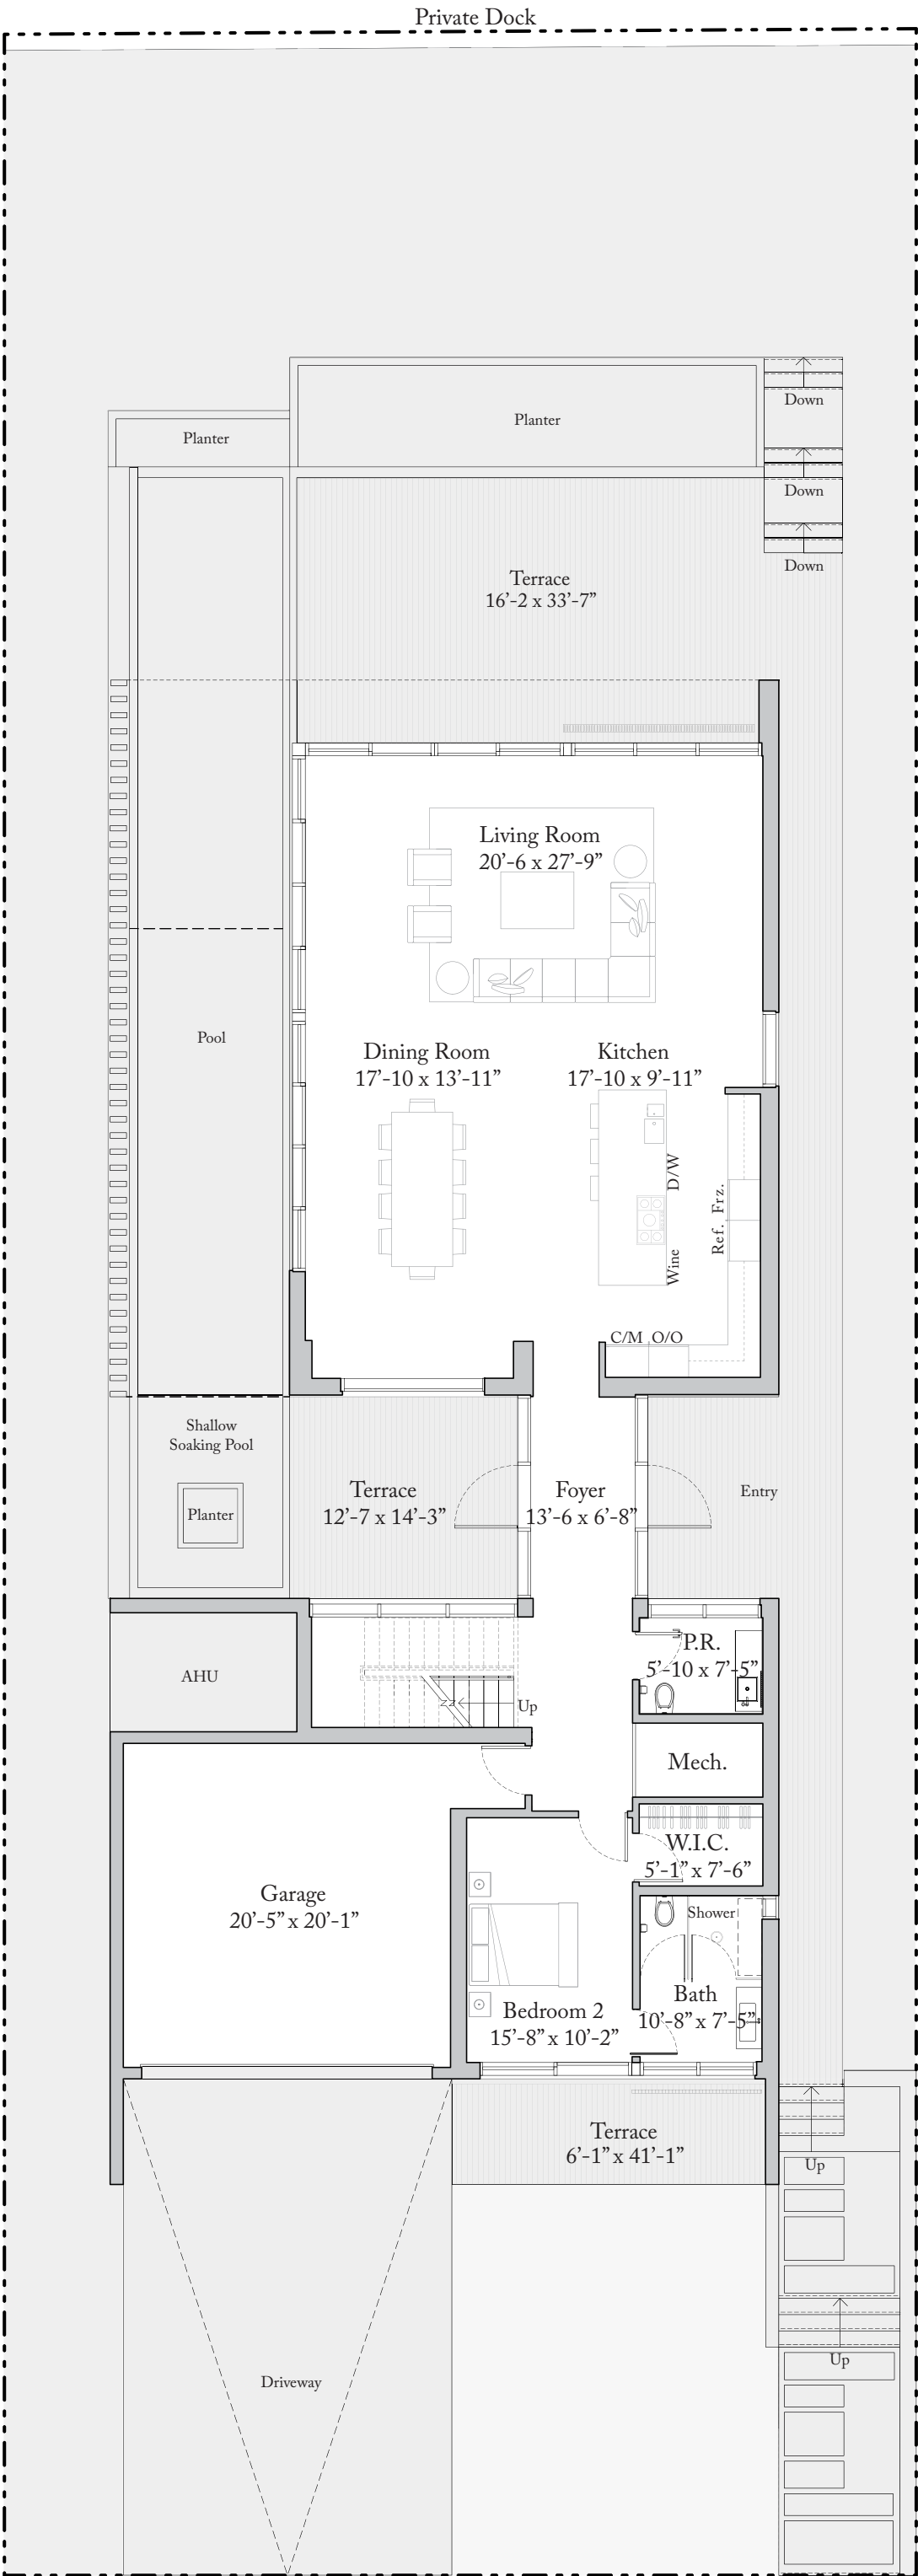 Private Dock
Down
Planter
Planter
Down
Down
Terrace
16’-2 x 33’-7”
Living Room
20’-6 x 27’-9”
Pool
Dining Room
17’-10 x 13’-11”
Kitchen
17’-10 x 9’-11”
D/W
Ref. Frz.
Wine
C/M O/O
Shallow
Soaking Pool
Planter
Terrace
12’-7 x 14’-3”
Foyer
13’-6 x 6’-8”
Entry
P.R.
5’-10 x 7’-5”
AHU
Up
Mech.
W.I.C.
5’-1” x 7’-6”
Garage
20’-5” x 20’-1”
Shower
Bath
10’-8” x 7’-5”
Bedroom 2
15’-8” x 10’-2”
Terrace
6’-1” x 41’-1”
Up
Up
Driveway